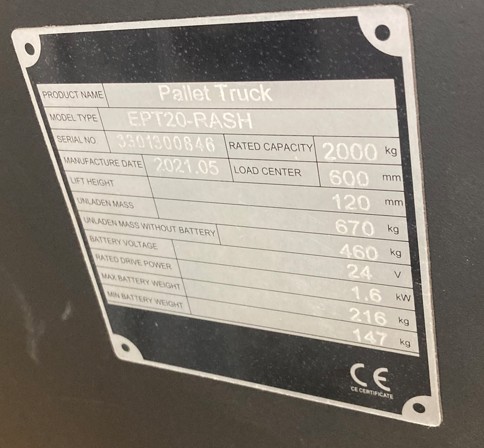 PRODUCT NAME Pallet Truck
MODEL TYPE EPT20-RASH
SERIAL NO 3301300846 RATED CAPACITY 2000 kg
MANUFACTURE DATE 2021.05 LOAD CENTER 600 mm
LIFT HEIGHT 120 mm
UNLADEN MASS 670 kg
UNLADEN MASS WITHOUT BATTERY 460 kg
BATTERY VOLTAGE 24 V
RATED DRIVE POWER 1.6 kW
MAX BATTERY WEIGHT 216 kg
MIN BATTERY WEIGHT 147 kg
CE
CE CERTIFICATE